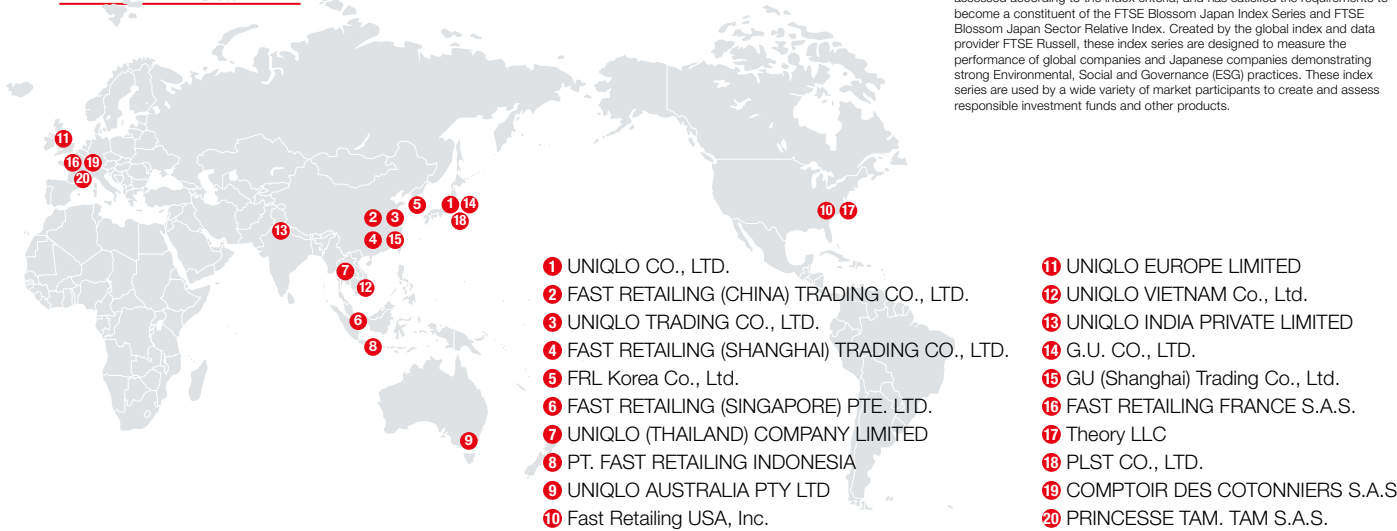 assessed according to the index criteria, and has satisfied the requirements to
become a constituent of the FTSE Blossom Japan Index Series and FTSE
Blossom Japan Sector Relative Index. Created by the global index and data
provider FTSE Russell, these index series are designed to measure the
performance of global companies and Japanese companies demonstrating
strong Environmental, Social and Governance (ESG) practices. These index
series are used by a wide variety of market participants to create and assess
responsible investment funds and other products.
11
16 19
20
5 1 14
18
2 3
13
4 15
7
12
6
8
9
10 17
1 UNIQLO CO., LTD.
2 FAST RETAILING (CHINA) TRADING CO., LTD.
3 UNIQLO TRADING CO., LTD.
4 FAST RETAILING (SHANGHAI) TRADING CO., LTD.
5 FRL Korea Co., Ltd.
6 FAST RETAILING (SINGAPORE) PTE. LTD.
7 UNIQLO (THAILAND) COMPANY LIMITED
8 PT. FAST RETAILING INDONESIA
9 UNIQLO AUSTRALIA PTY LTD
10 Fast Retailing USA, Inc.
11 UNIQLO EUROPE LIMITED
12 UNIQLO VIETNAM Co., Ltd.
13 UNIQLO INDIA PRIVATE LIMITED
14 G.U. CO., LTD.
15 GU (Shanghai) Trading Co., Ltd.
16 FAST RETAILING FRANCE S.A.S.
17 Theory LLC
18 PLST CO., LTD.
19 COMPTOIR DES COTONNIERS S.A.S
20 PRINCESSE TAM. TAM S.A.S.